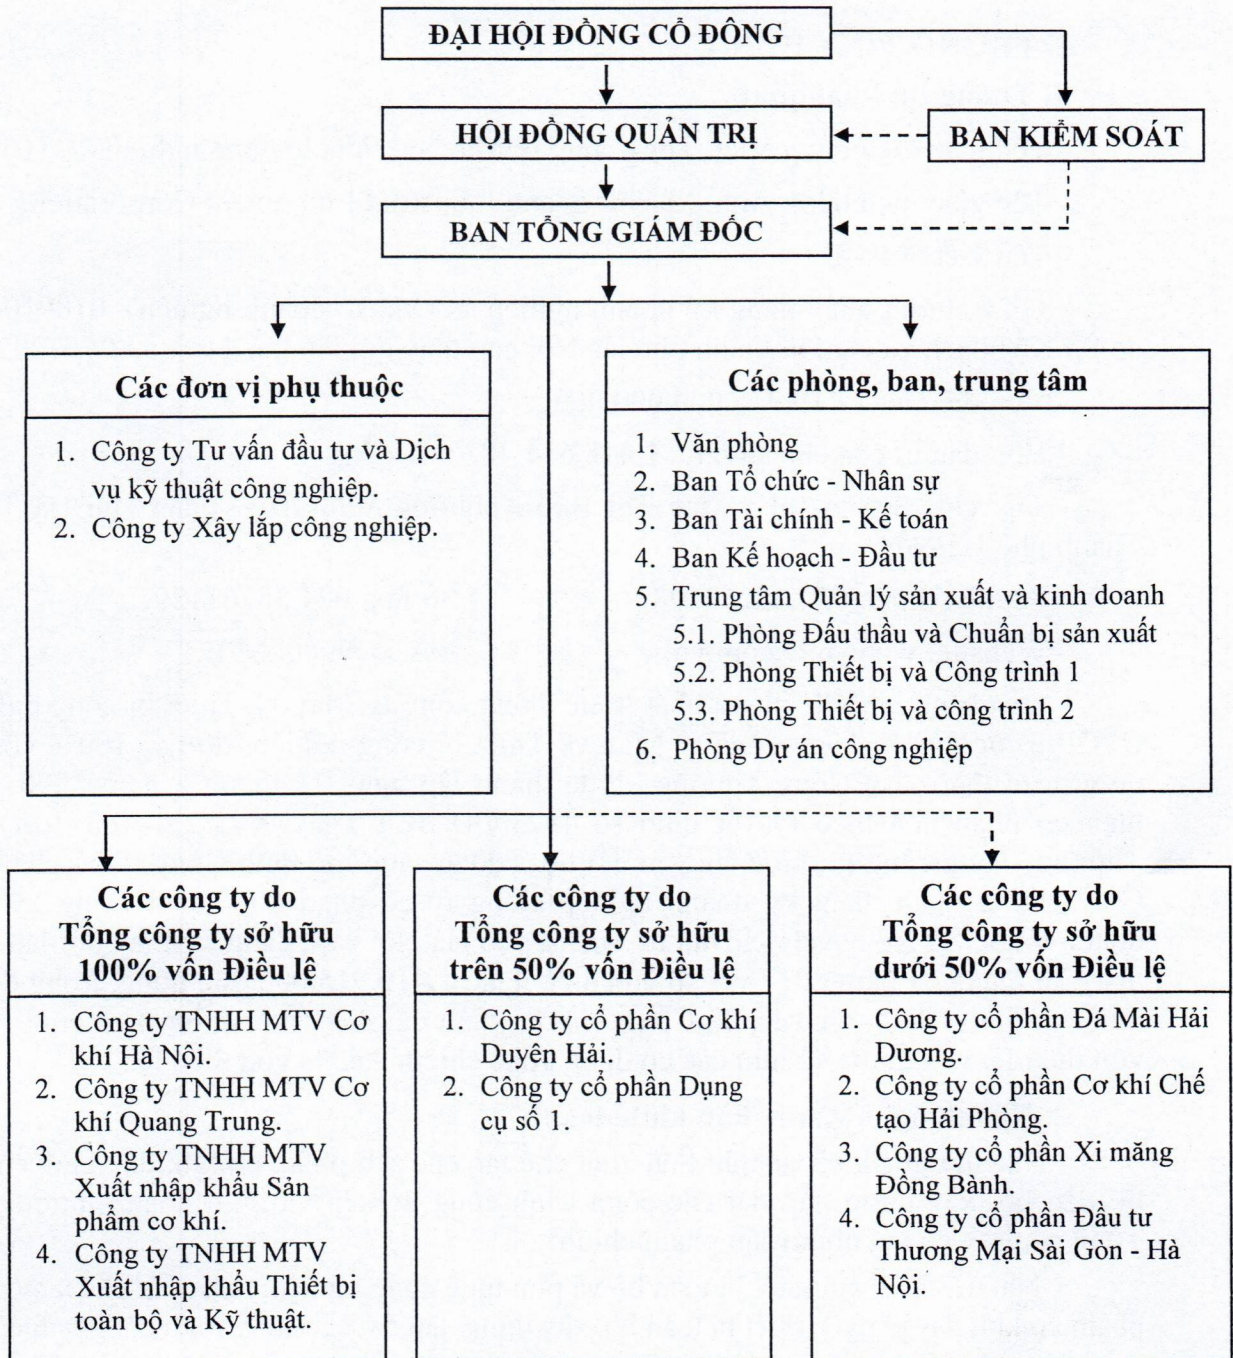 ĐẠI HỘI ĐỒNG CỔ ĐÔNG
HỘI ĐỒNG QUẢN TRỊ
BAN KIỂM SOÁT
BAN TỔNG GIÁM ĐỐC
Các đơn vị phụ thuộc
1. Công ty Tư vấn đầu tư và Dịch
vụ kỹ thuật công nghiệp.
2. Công ty Xây lắp công nghiệp.
Các phòng, ban, trung tâm
1. Văn phòng
2. Ban Tổ chức - Nhân sự
3. Ban Tài chính - Kế toán
4. Ban Kế hoạch - Đầu tư
5. Trung tâm Quản lý sản xuất và kinh doanh
5.1. Phòng Đấu thầu và Chuẩn bị sản xuất
5.2. Phòng Thiết bị và Công trình 1
5.3. Phòng Thiết bị và công trình 2
6. Phòng Dự án công nghiệp
Các công ty do
Tổng công ty sở hữu
100% vốn Điều lệ
1. Công ty TNHH MTV Cơ
khí Hà Nội.
2. Công ty TNHH MTV Cơ
khí Quang Trung.
3. Công ty TNHH MTV
Xuất nhập khẩu Sản
phẩm cơ khí.
4. Công ty TNHH MTV
Xuất nhập khẩu Thiết bị
toàn bộ và Kỹ thuật.
Các công ty do
Tổng công ty sở hữu
trên 50% vốn Điều lệ
1. Công ty cổ phần Cơ khí
Duyên Hải.
2. Công ty cổ phần Dụng
cụ số 1.
Các công ty do
Tổng công ty sở hữu
dưới 50% vốn Điều lệ
1. Công ty cổ phần Đá Mài Hải
Dương.
2. Công ty cổ phần Cơ khí Chế
tạo Hải Phòng.
3. Công ty cổ phần Xi măng
Đồng Bành.
4. Công ty cổ phần Đầu tư
Thương Mại Sài Gòn - Hà
Nội.